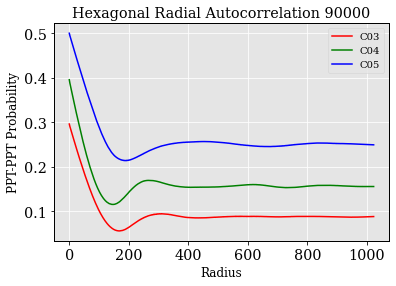 Hexagonal Radial Autocorrelation 90000
PPT-PPT Probability
0.5
0.4
0.3
0.2
0.1
C03
C04
C05
0 200 400 600 800 1000
Radius